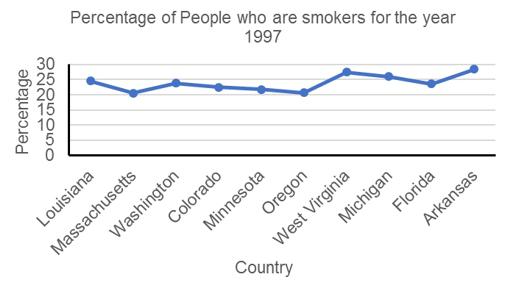 Percentage of People who are smokers for the year
1997
Percentage
30
25
20
15
10
5
0
Louisiana
Massachusetts
Washington
Colorado
Minnesota
Oregon
West Virginia
Michigan
Florida
Arkansas
Country